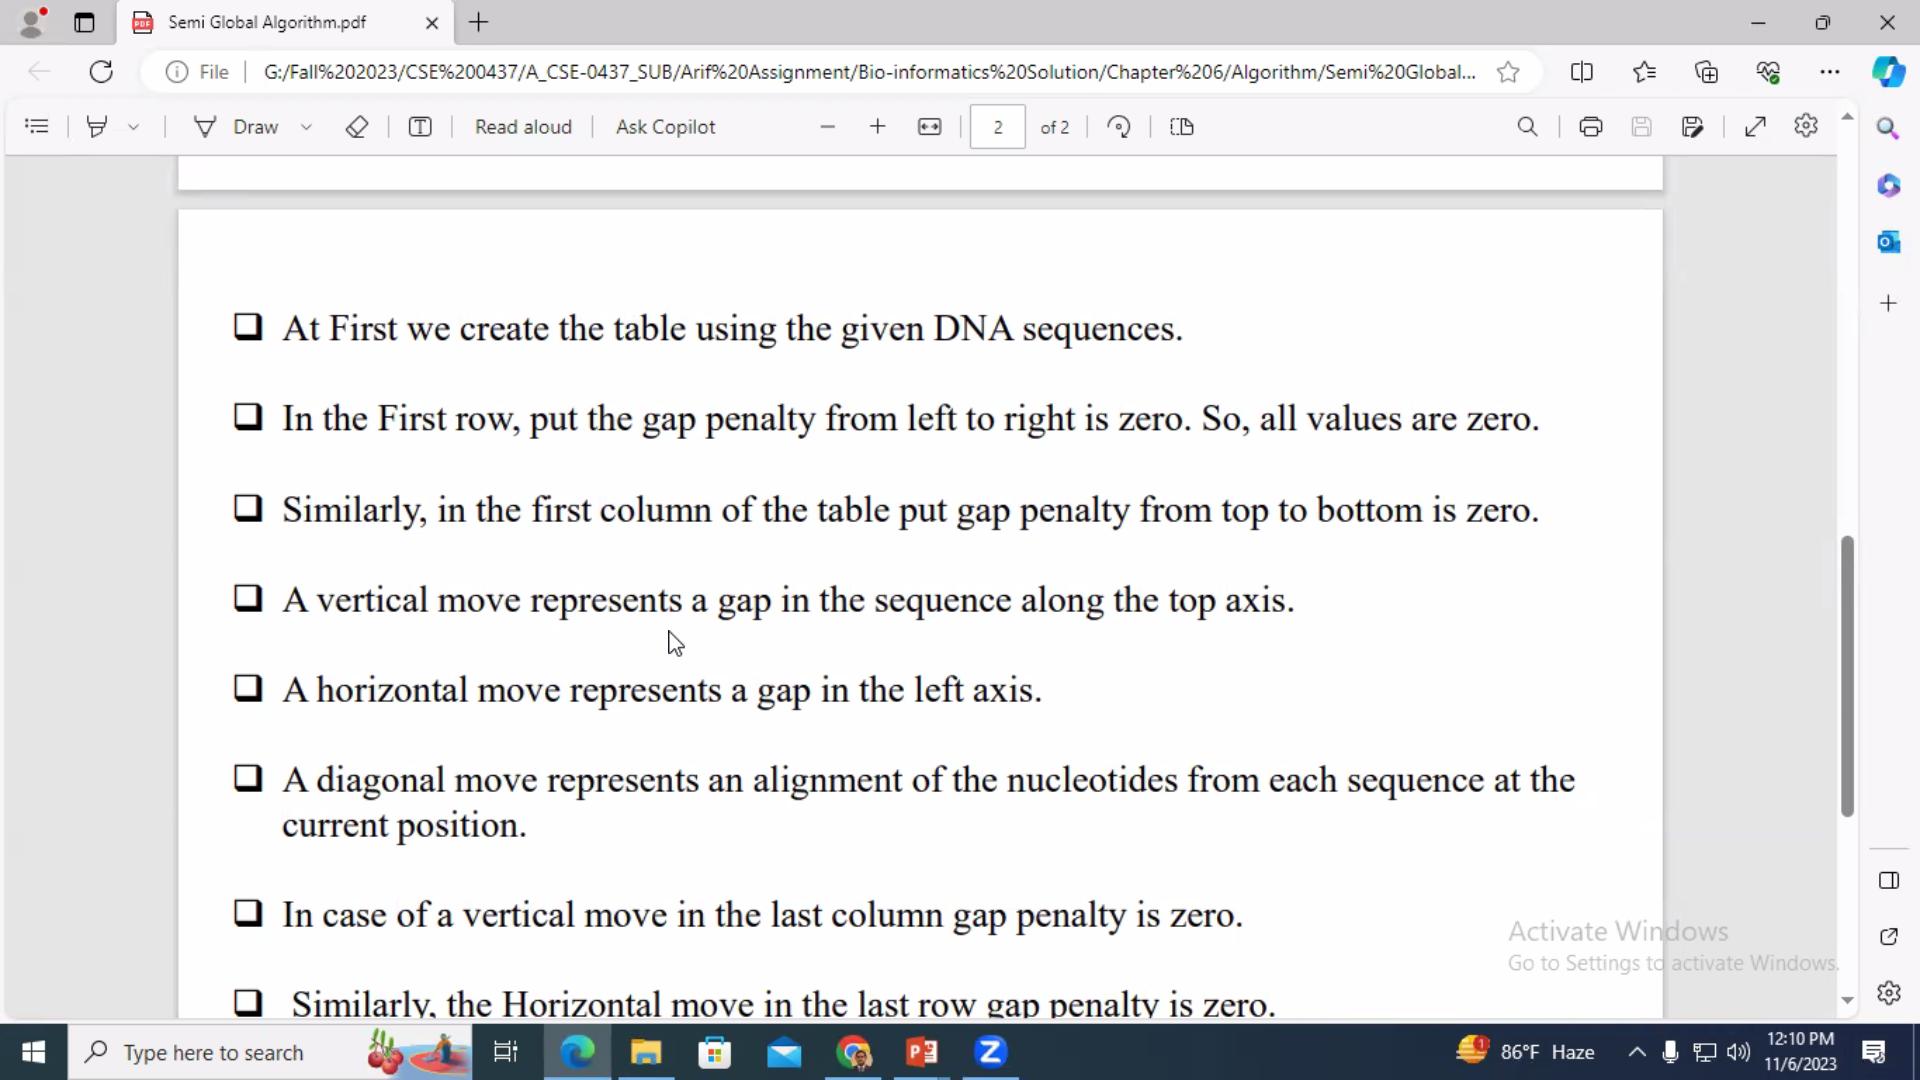 Semi Global Algorithm.pdf
File
G:/Fall%202023/CSE%200437/A_CSE-0437_SUB/Arif%20Assignment/Bio-informatics%20Solution/Chapter%206/Algorithm/Semi%20Global...
Draw
Read aloud
Ask Copilot
2
of 2
At First we create the table using the given DNA sequences.
In the First row, put the gap penalty from left to right is zero. So, all values are zero.
Similarly, in the first column of the table put gap penalty from top to bottom is zero.
A vertical move represents a gap in the sequence along the top axis.
A horizontal move represents a gap in the left axis.
A diagonal move represents an alignment of the nucleotides from each sequence at the
current position.
In case of a vertical move in the last column gap penalty is zero.
Similarly, the Horizontal move in the last row gap penalty is zero.
Activate Windows
Go to Settings to activate Windows.
Type here to search
86°F Haze
12:10 PM
11/6/2023